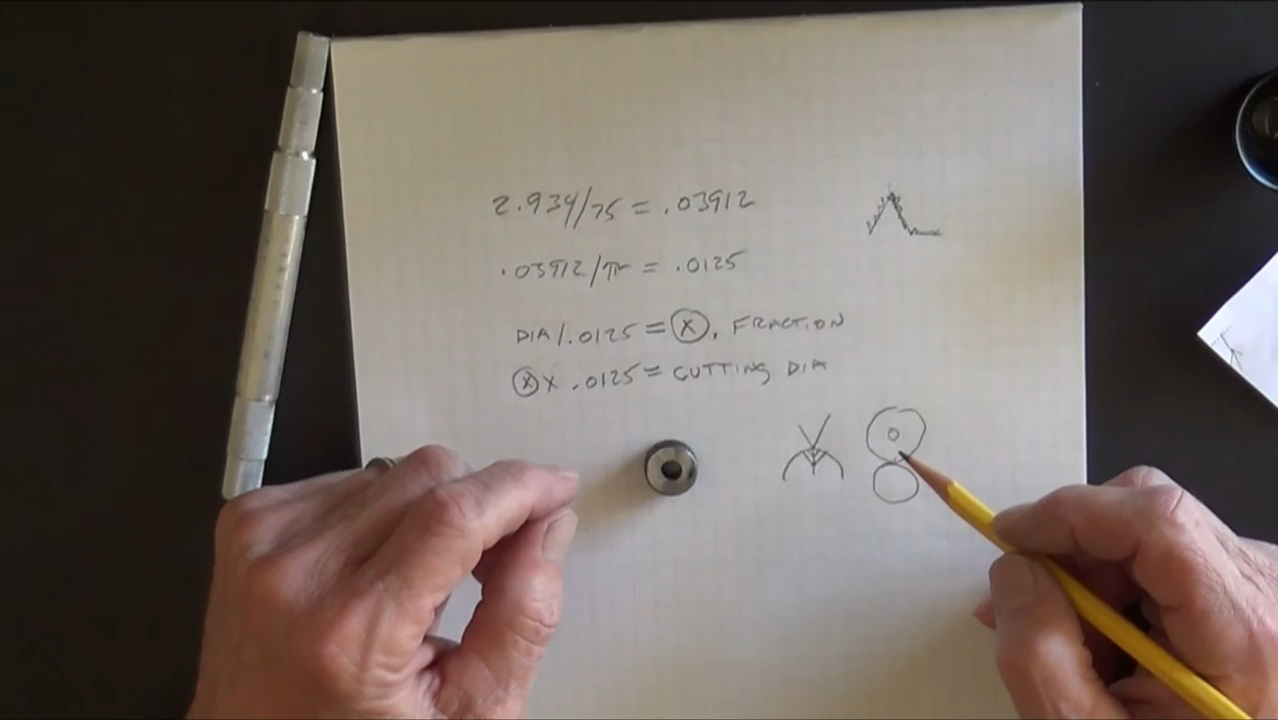 2.934/75 = .03912
.03912/π = .0125
DIA/.0125 = X. FRACTION
X x .0125 = CUTTING DIA